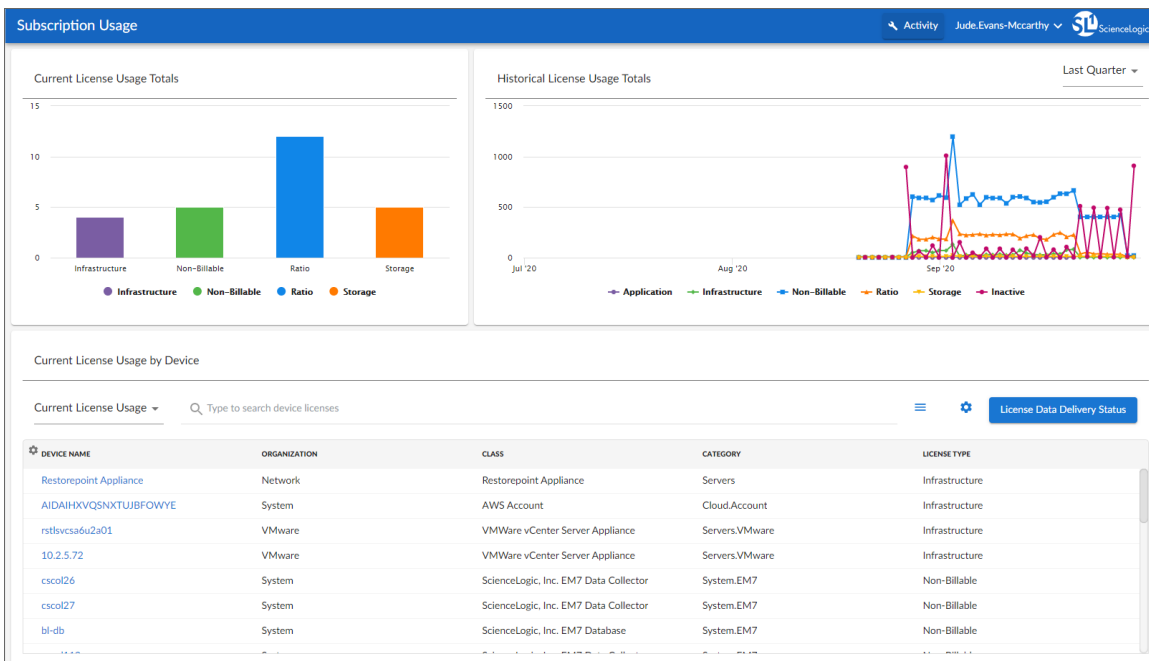 Subscription Usage
Activity
Jude.Evans-Mccarthy
SL1 ScienceLogic
Current License Usage Totals
15
10
5
0
Infrastructure Non-Billable Ratio Storage
Infrastructure Non-Billable Ratio Storage
Historical License Usage Totals
Last Quarter
1500
1000
500
0
Jul '20 Aug '20 Sep '20
Application Infrastructure Non-Billable Ratio Storage Inactive
Current License Usage by Device
Current License Usage Type to search device licenses License Data Delivery Status
DEVICE NAME ORGANIZATION CLASS CATEGORY LICENSE TYPE
Restorepoint Appliance Network Restorepoint Appliance Servers Infrastructure
AIDAIHXVQSNXTUJBFOWYE System AWS Account Cloud.Account Infrastructure
rstlsvcsa6u2a01 VMware VMWare vCenter Server Appliance Servers.VMware Infrastructure
10.2.5.72 VMware VMWare vCenter Server Appliance Servers.VMware Infrastructure
cscol26 System ScienceLogic, Inc. EM7 Data Collector System.EM7 Non-Billable
cscol27 System ScienceLogic, Inc. EM7 Data Collector System.EM7 Non-Billable
bl-db System ScienceLogic, Inc. EM7 Database System.EM7 Non-Billable